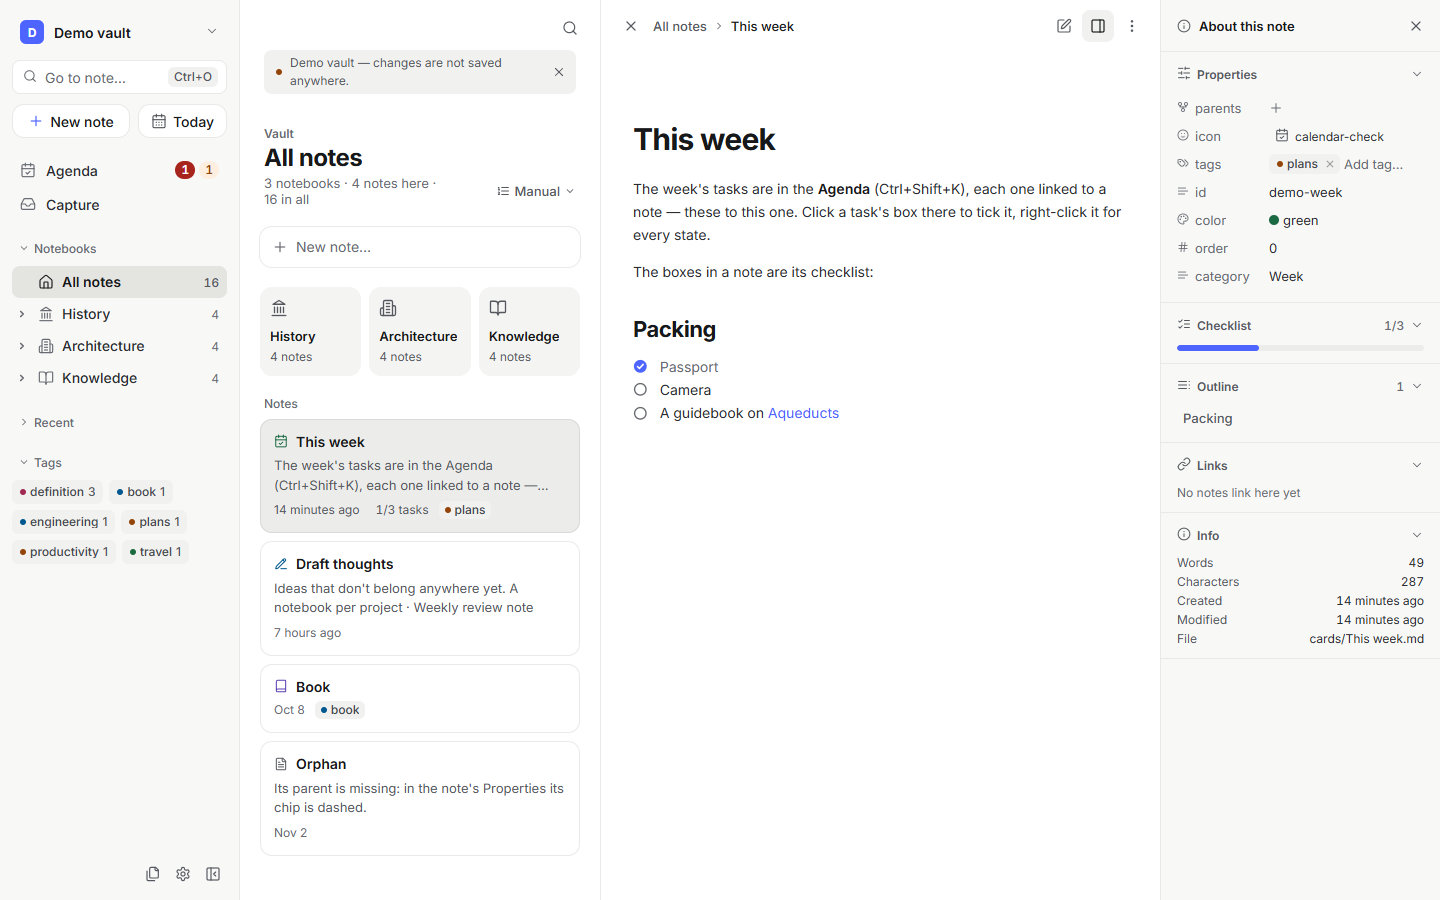 D Demo vault
Go to note... Ctrl+O
New note Today
Agenda 1 1
Capture
Notebooks
All notes 16
History 4
Architecture 4
Knowledge 4
Recent
Tags
definition 3 book 1
engineering 1 plans 1
productivity 1 travel 1
Demo vault — changes are not saved
anywhere.
Vault
All notes
3 notebooks · 4 notes here ·
16 in all
Manual
New note...
History
4 notes
Architecture
4 notes
Knowledge
4 notes
Notes
This week
The week's tasks are in the Agenda
(Ctrl+Shift+K), each one linked to a note —...
14 minutes ago 1/3 tasks plans
Draft thoughts
Ideas that don't belong anywhere yet. A
notebook per project · Weekly review note
7 hours ago
Book
Oct 8 book
Orphan
Its parent is missing: in the note's Properties its
chip is dashed.
Nov 2
All notes > This week
This week
The week's tasks are in the Agenda (Ctrl+Shift+K), each one linked to a
note — these to this one. Click a task's box there to tick it, right-click it for
every state.
The boxes in a note are its checklist:
Packing
Passport
Camera
A guidebook on Aqueducts
About this note
Properties
parents
icon calendar-check
tags plans Add tag...
id demo-week
color green
order 0
category Week
Checklist 1/3
Outline 1
Packing
Links
No notes link here yet
Info
Words 49
Characters 287
Created 14 minutes ago
Modified 14 minutes ago
File cards/This week.md